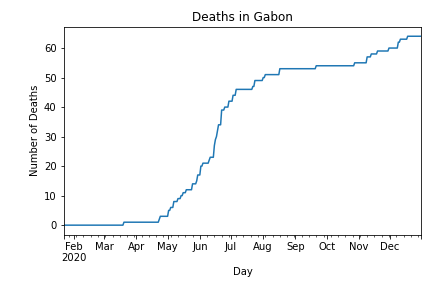 Deaths in Gabon
Number of Deaths
60
50
40
30
20
10
0
Feb Mar Apr May Jun Jul Aug Sep Oct Nov Dec
2020
Day